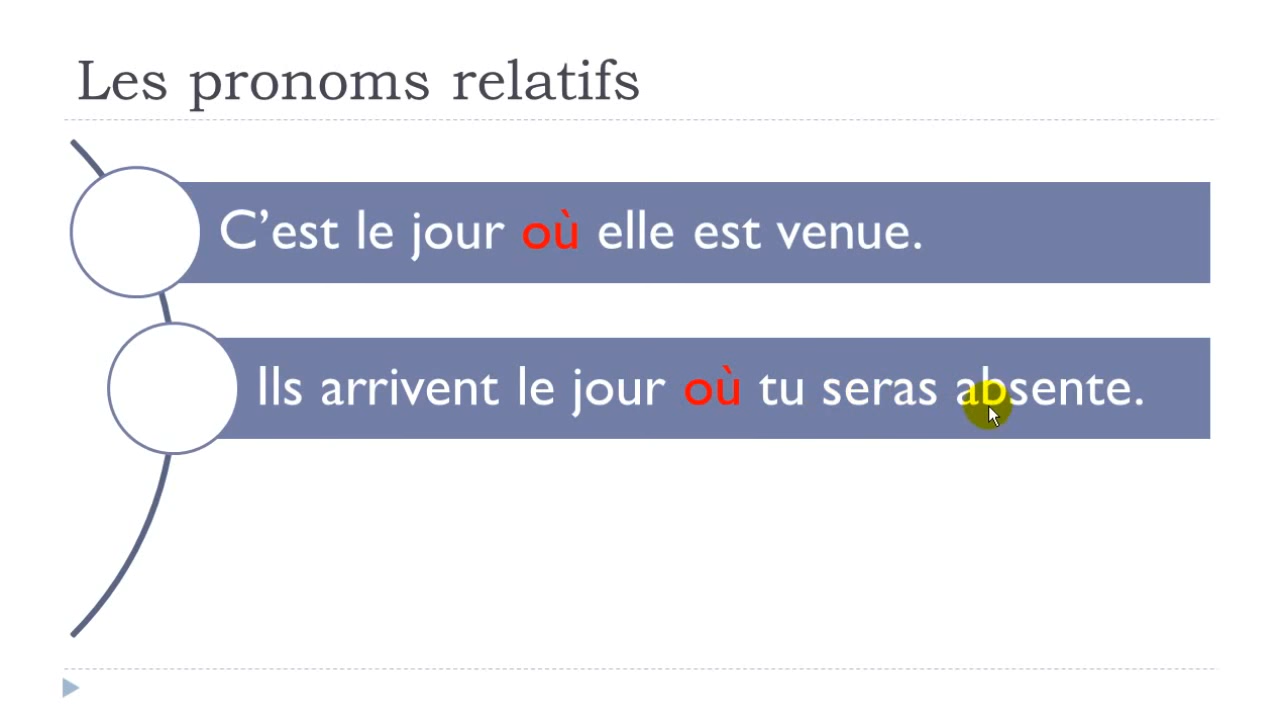 Les pronoms relatifs
C’est le jour où elle est venue.
Ils arrivent le jour où tu seras absente.